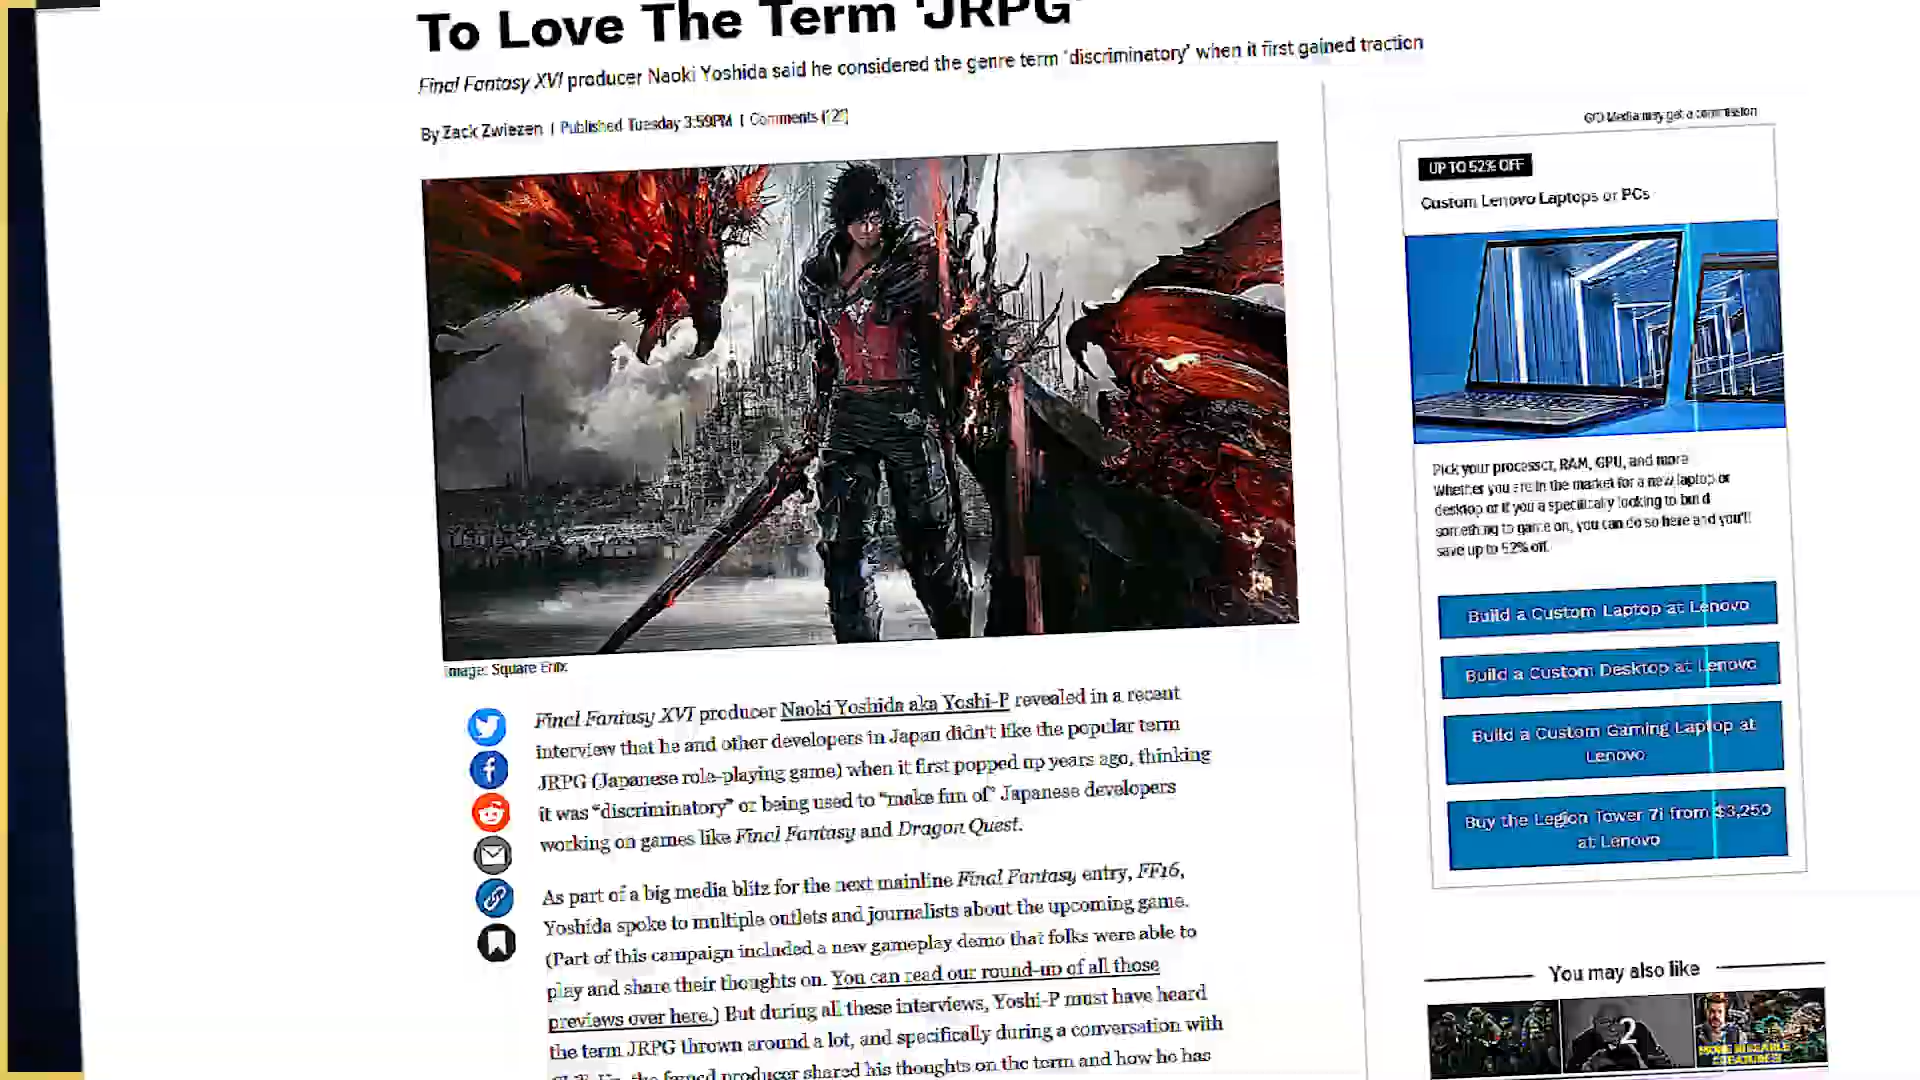 To Love The Term 'JRPG'
Final Fantasy XVI producer Naoki Yoshida said he considered the genre term 'discriminatory' when it first gained traction
By Zack Zwiezen | Published Tuesday 3:59PM | Comments
G/O Media may get a commission
UP TO 52% OFF
Custom Lenovo Laptops or PCs
Pick your processor, RAM, GPU, and more
Whether you are in the market for a new laptop or
desktop or if you a specifically looking to build
something to game on, you can do so here and you'll
save up to 52% off.
Build a Custom Laptop at Lenovo
Build a Custom Desktop at Lenovo
Build a Custom Gaming Laptop at
Lenovo
Buy the Legion Tower 7i from $3,250
at Lenovo
Image: Square Enix
Final Fantasy XVI producer Naoki Yoshida aka Yoshi-P revealed in a recent
interview that he and other developers in Japan didn't like the popular term
JRPG (Japanese role-playing game) when it first popped up years ago, thinking
it was "discriminatory" or being used to "make fun of" Japanese developers
working on games like Final Fantasy and Dragon Quest.
As part of a big media blitz for the next mainline Final Fantasy entry, FF16,
Yoshida spoke to multiple outlets and journalists about the upcoming game.
(Part of this campaign included a new gameplay demo that folks were able to
play and share their thoughts on. You can read our round-up of all those
previews over here.) But during all these interviews, Yoshi-P must have heard
the term JRPG thrown around a lot, and specifically during a conversation with
the famed producer shared his thoughts on the term and how he has
You may also like
2